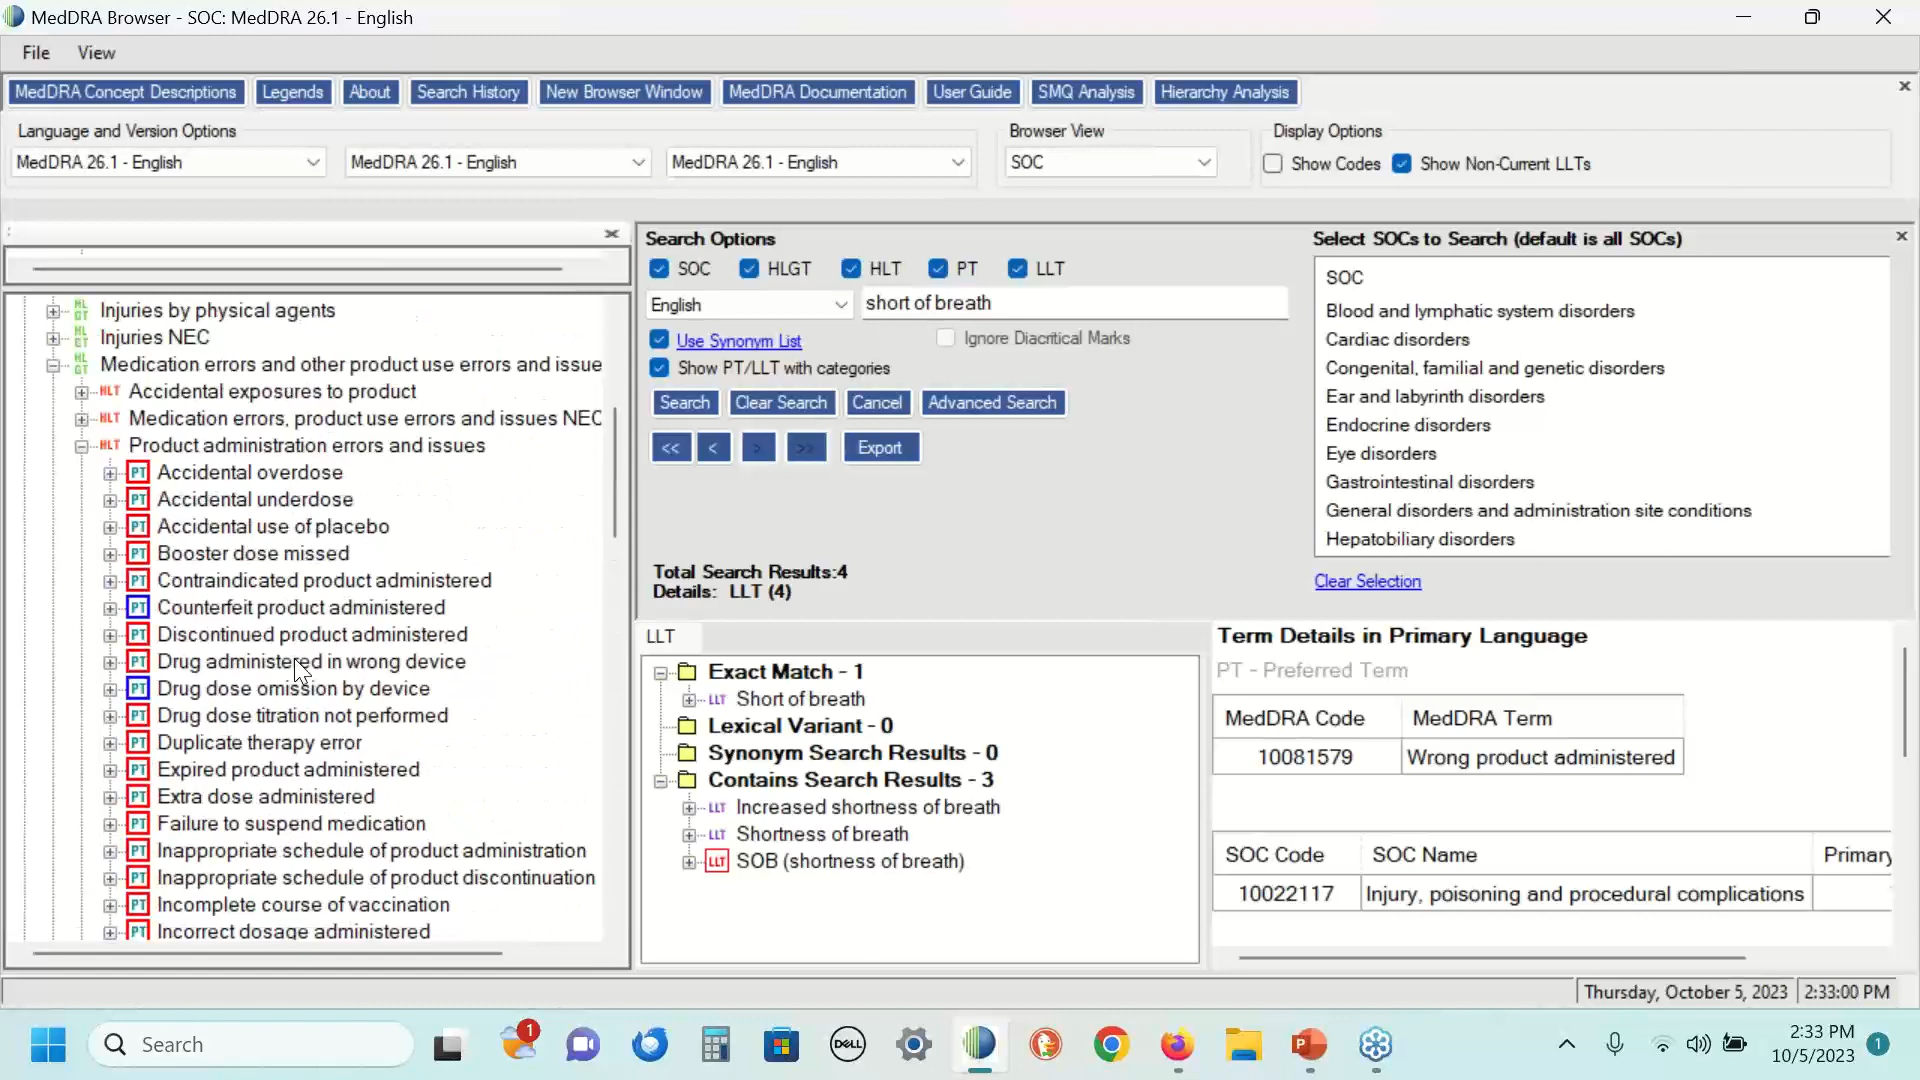 MedDRA Browser - SOC: MedDRA 26.1 - English
File View
MedDRA Concept Descriptions Legends About Search History New Browser Window MedDRA Documentation User Guide SMQ Analysis Hierarchy Analysis
Language and Version Options Browser View Display Options
MedDRA 26.1 - English MedDRA 26.1 - English MedDRA 26.1 - English SOC Show Codes Show Non-Current LLTs
HLGT Injuries by physical agents
HLGT Injuries NEC
HLGT Medication errors and other product use errors and issue
HLT Accidental exposures to product
HLT Medication errors, product use errors and issues NEC
HLT Product administration errors and issues
PT Accidental overdose
PT Accidental underdose
PT Accidental use of placebo
PT Booster dose missed
PT Contraindicated product administered
PT Counterfeit product administered
PT Discontinued product administered
PT Drug administered in wrong device
PT Drug dose omission by device
PT Drug dose titration not performed
PT Duplicate therapy error
PT Expired product administered
PT Extra dose administered
PT Failure to suspend medication
PT Inappropriate schedule of product administration
PT Inappropriate schedule of product discontinuation
PT Incomplete course of vaccination
PT Incorrect dosage administered
Search Options
SOC HLGT HLT PT LLT
English short of breath
Use Synonym List Ignore Diacritical Marks
Show PT/LLT with categories
Search Clear Search Cancel Advanced Search
<< < > >> Export
Total Search Results:4
Details: LLT (4)
Select SOCs to Search (default is all SOCs)
SOC
Blood and lymphatic system disorders
Cardiac disorders
Congenital, familial and genetic disorders
Ear and labyrinth disorders
Endocrine disorders
Eye disorders
Gastrointestinal disorders
General disorders and administration site conditions
Hepatobiliary disorders
Clear Selection
LLT
Exact Match - 1
LLT Short of breath
Lexical Variant - 0
Synonym Search Results - 0
Contains Search Results - 3
LLT Increased shortness of breath
LLT Shortness of breath
LLT SOB (shortness of breath)
Term Details in Primary Language
PT - Preferred Term
MedDRA Code MedDRA Term
10081579 Wrong product administered
SOC Code SOC Name Primary
10022117 Injury, poisoning and procedural complications
Thursday, October 5, 2023 2:33:00 PM
Search 1 DELL 2:33 PM 1
10/5/2023